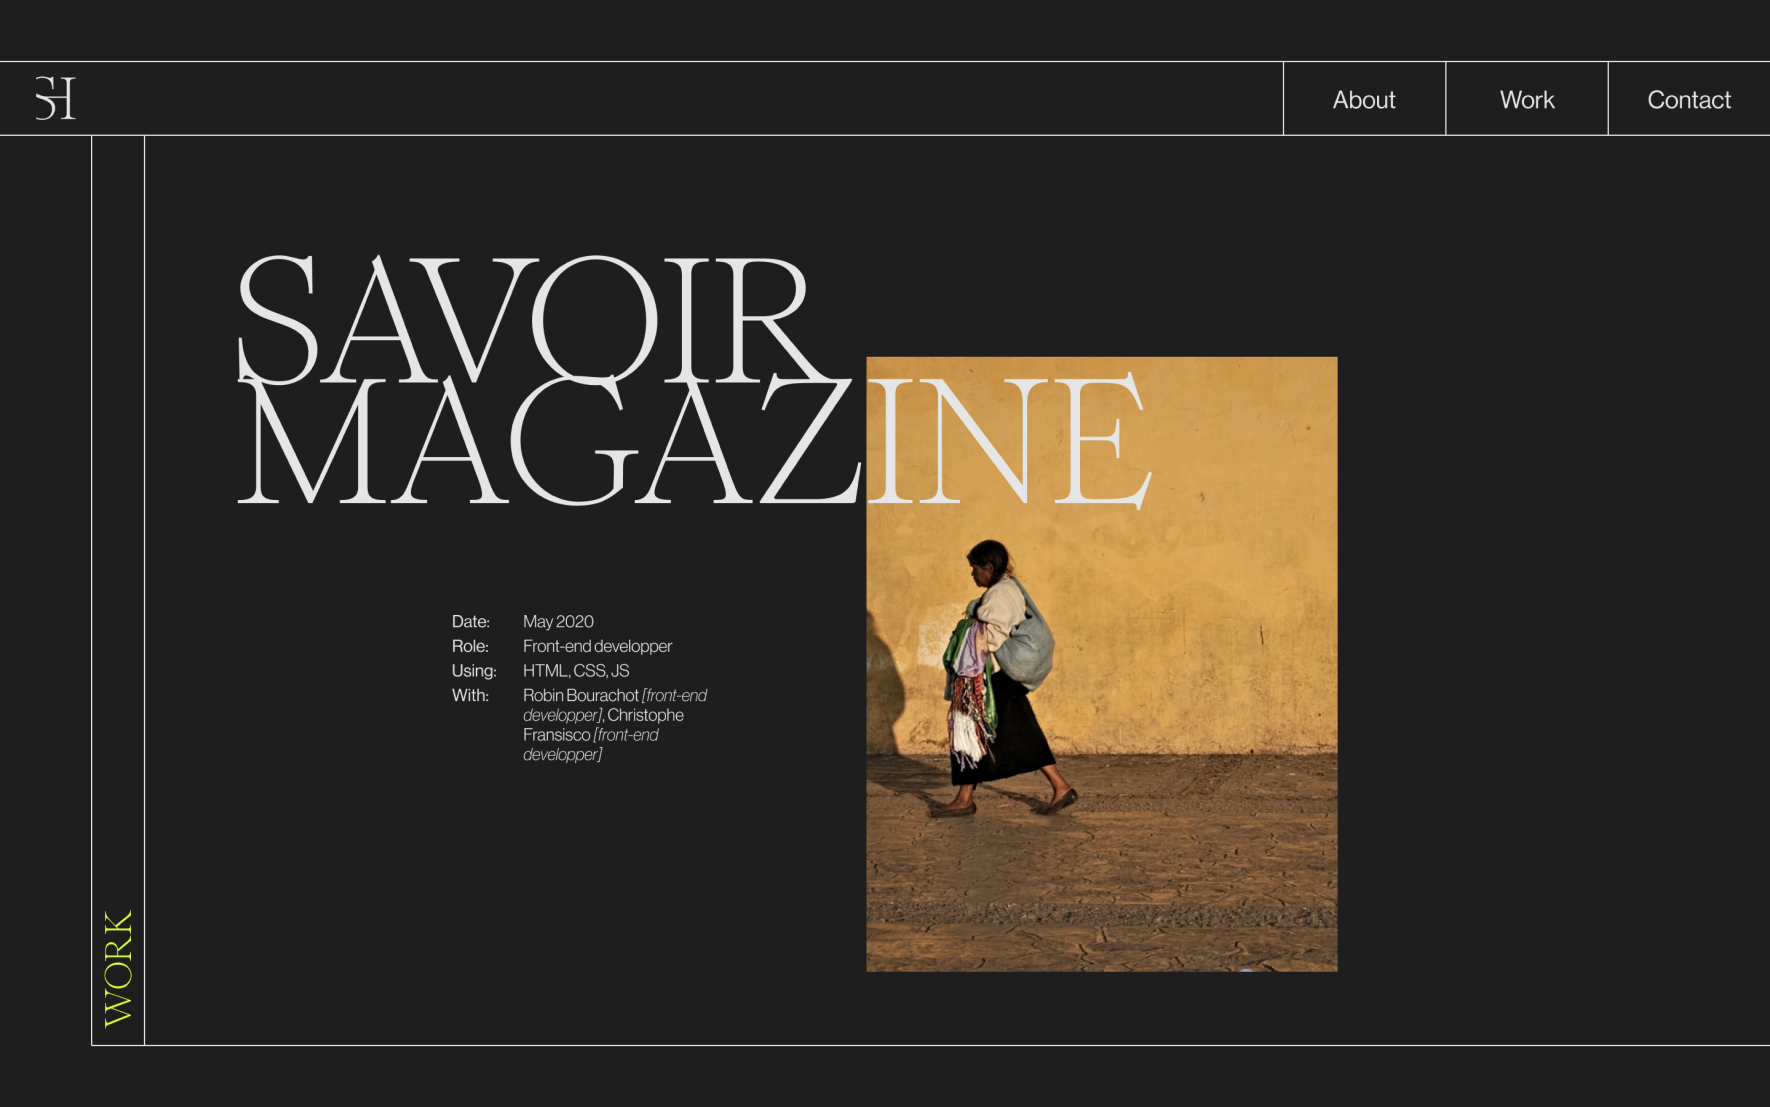 SH
About
Work
Contact
SAVOIR
MAGAZINE
Date: May 2020
Role: Front-end developper
Using: HTML, CSS, JS
With: Robin Bourachot [front-end
developper], Christophe
Fransisco [front-end
developper]
WORK